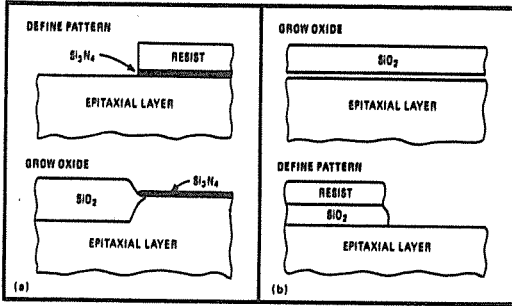 DEFINE PATTERN
Si₃N₄
RESIST
EPITAXIAL LAYER
GROW OXIDE
Si₃N₄
SiO₂
EPITAXIAL LAYER
(a)
GROW OXIDE
SiO₂
EPITAXIAL LAYER
DEFINE PATTERN
RESIST
SiO₂
EPITAXIAL LAYER
(b)